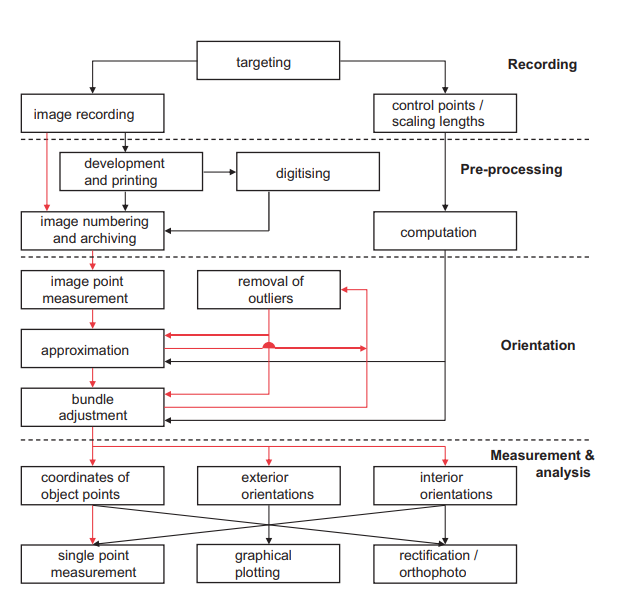 targeting
Recording
image recording
control points /
scaling lengths
development
and printing
digitising
Pre-processing
image numbering
and archiving
computation
image point
measurement
removal of
outliers
approximation
Orientation
bundle
adjustment
Measurement &
analysis
coordinates of
object points
exterior
orientations
interior
orientations
single point
measurement
graphical
plotting
rectification /
orthophoto